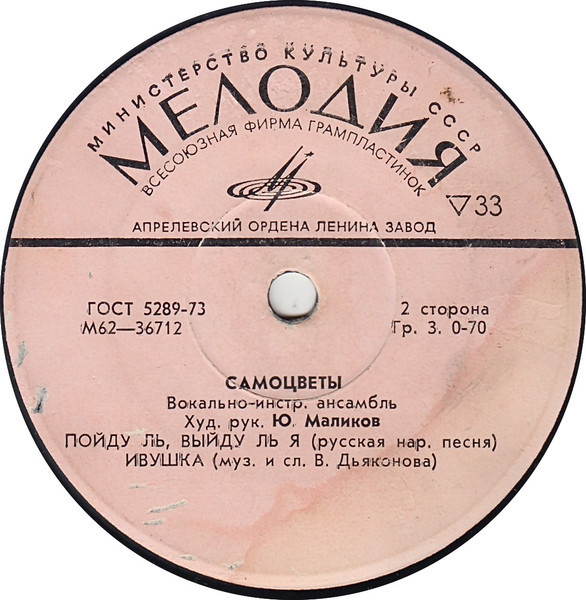 МИНИСТЕРСТВО КУЛЬТУРЫ СССР
МЕЛОДИЯ
ВСЕСОЮЗНАЯ ФИРМА ГРАМПЛАСТИНОК
▽33
АПРЕЛЕВСКИЙ ОРДЕНА ЛЕНИНА ЗАВОД
ГОСТ 5289-73
2 сторона
М62—36712
Гр. 3. 0-70
САМОЦВЕТЫ
Вокально-инстр. ансамбль
Худ. рук. Ю. Маликов
ПОЙДУ ЛЬ, ВЫЙДУ ЛЬ Я (русская нар. песня)
ИВУШКА (муз. и сл. В. Дьяконова)